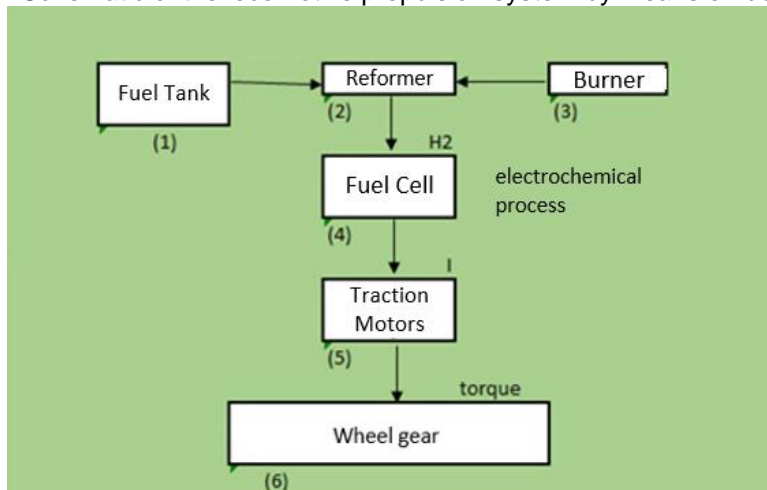 Fuel Tank
(1)
Reformer
(2)
Burner
(3)
H2
Fuel Cell
(4)
electrochemical
process
I
Traction
Motors
(5)
torque
Wheel gear
(6)